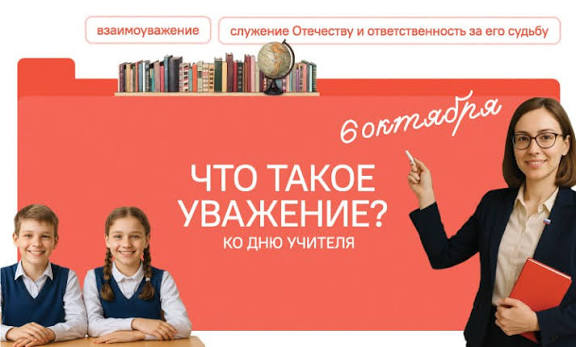 взаимоуважение
служение Отечеству и ответственность за его судьбу
6 октября
ЧТО ТАКОЕ
УВАЖЕНИЕ?
КО ДНЮ УЧИТЕЛЯ